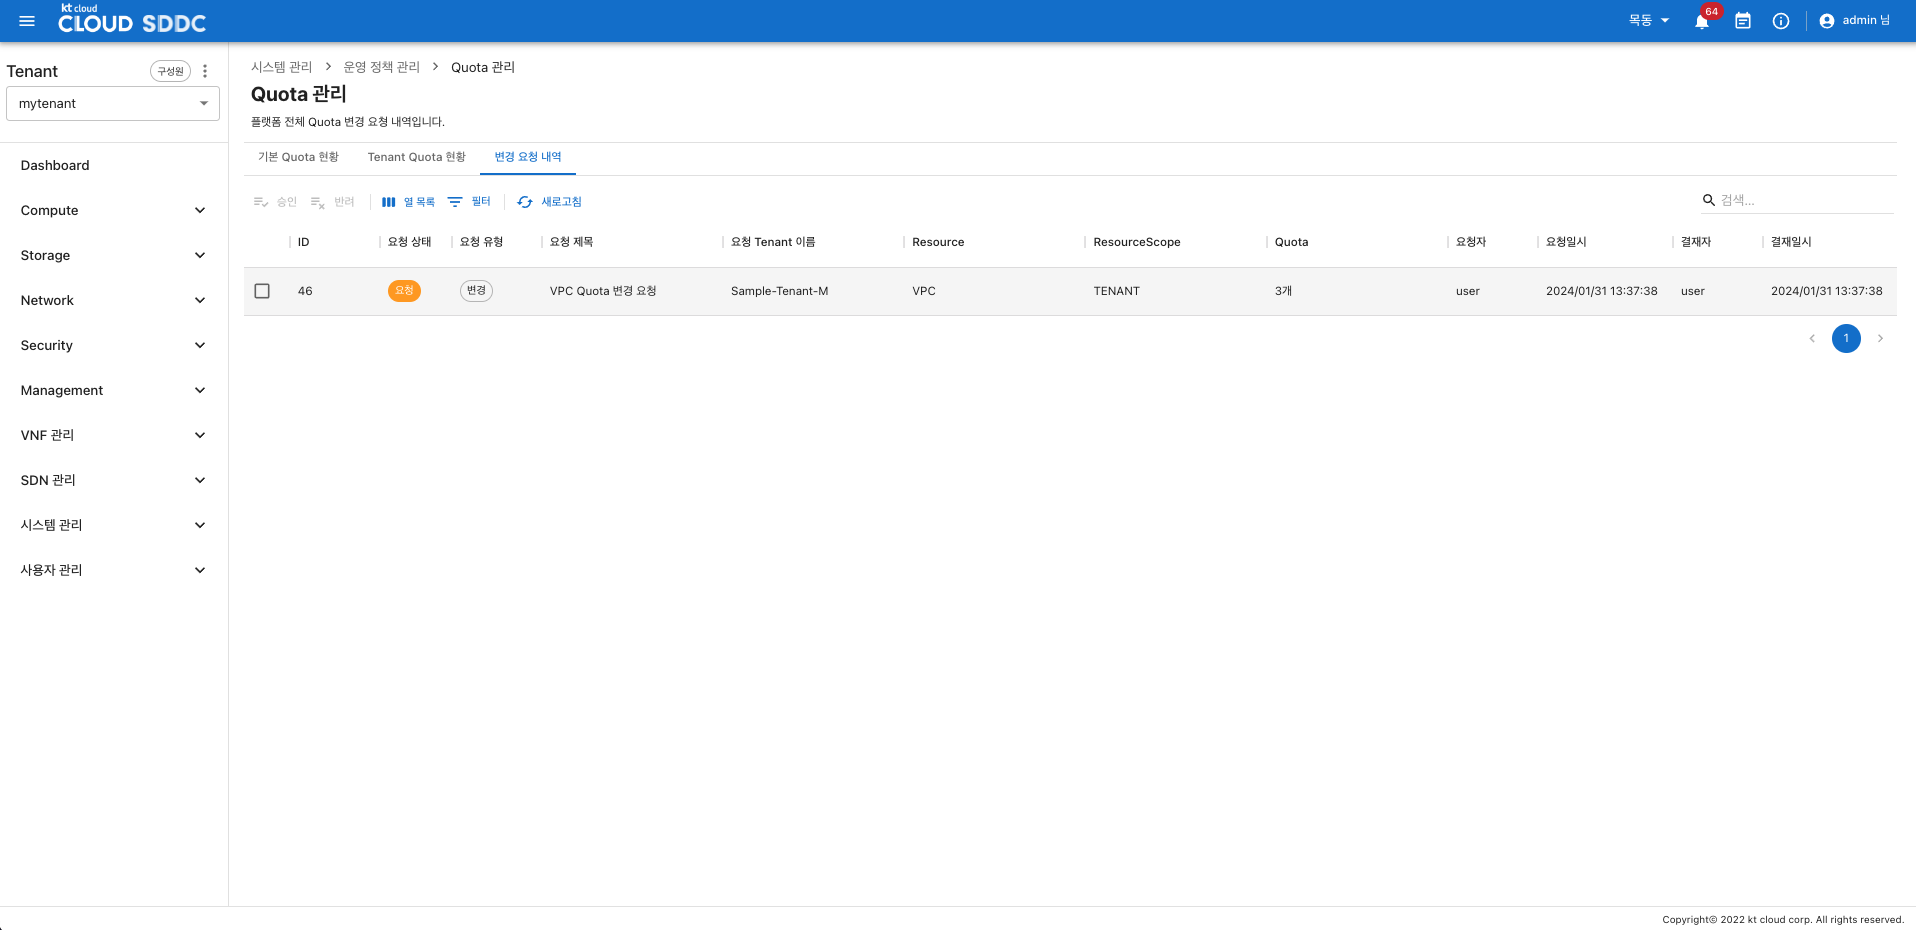 kt cloud
CLOUD SDDC
목동
64
admin 님
Tenant
구성원
mytenant
Dashboard
Compute
Storage
Network
Security
Management
VNF 관리
SDN 관리
시스템 관리
사용자 관리
시스템 관리 > 운영 정책 관리 > Quota 관리
Quota 관리
플랫폼 전체 Quota 변경 요청 내역입니다.
기본 Quota 현황 Tenant Quota 현황 변경 요청 내역
승인 반려 열 목록 필터 새로고침 검색...
ID 요청 상태 요청 유형 요청 제목 요청 Tenant 이름 Resource ResourceScope Quota 요청자 요청일시 결재자 결재일시
46 요청 변경 VPC Quota 변경 요청 Sample-Tenant-M VPC TENANT 3개 user 2024/01/31 13:37:38 user 2024/01/31 13:37:38
1
Copyright© 2022 kt cloud corp. All rights reserved.